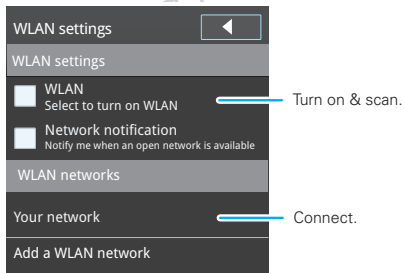 WLAN settings
WLAN settings
WLAN
Select to turn on WLAN
Turn on & scan.
Network notification
Notify me when an open network is available
WLAN networks
Your network
Connect.
Add a WLAN network